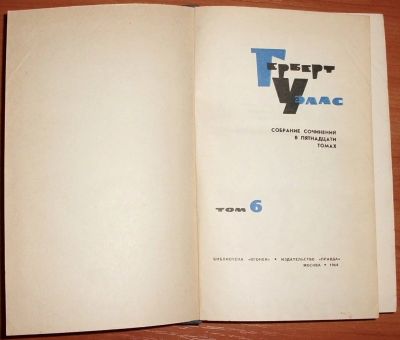 Герберт
Уэллс
СОБРАНИЕ СОЧИНЕНИЙ
В ПЯТНАДЦАТИ
ТОМАХ
ТОМ 6
БИБЛИОТЕКА «ОГОНЕК» • ИЗДАТЕЛЬСТВО «ПРАВДА»
МОСКВА • 1964